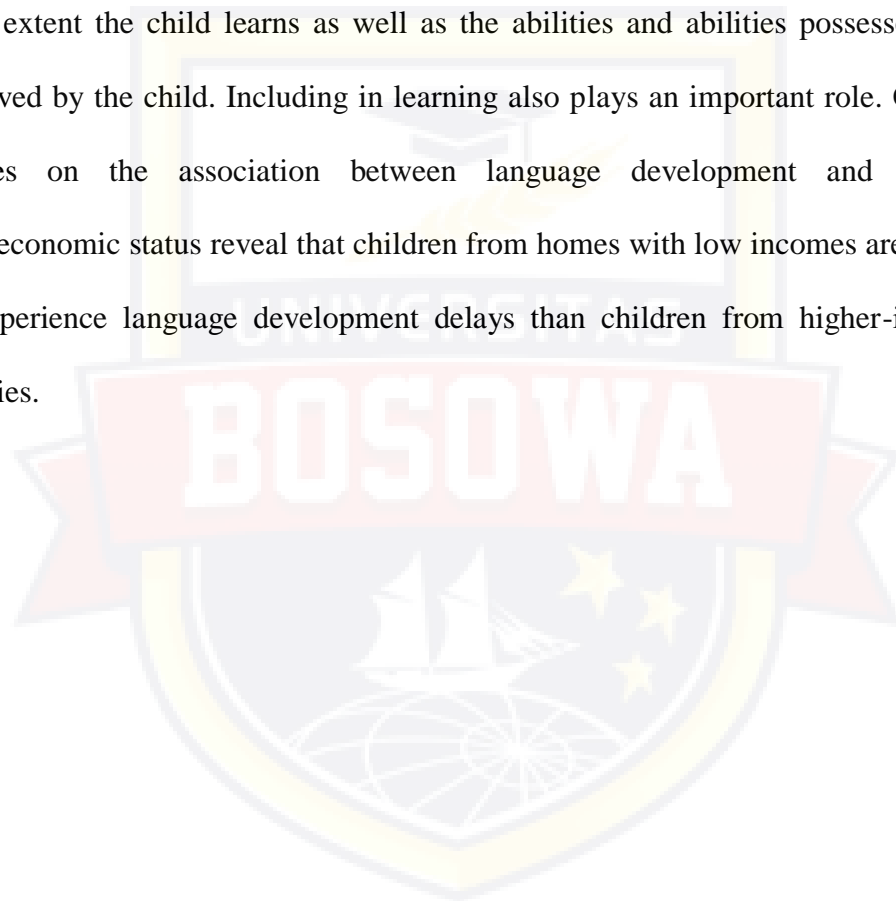 extent the child learns as well as the abilities and abilities possess
ved by the child. Including in learning also plays an important role.
es on the association between language development and
economic status reveal that children from homes with low incomes are
perience language development delays than children from higher-i
ies.
UNIVERSITAS
BOSOWA